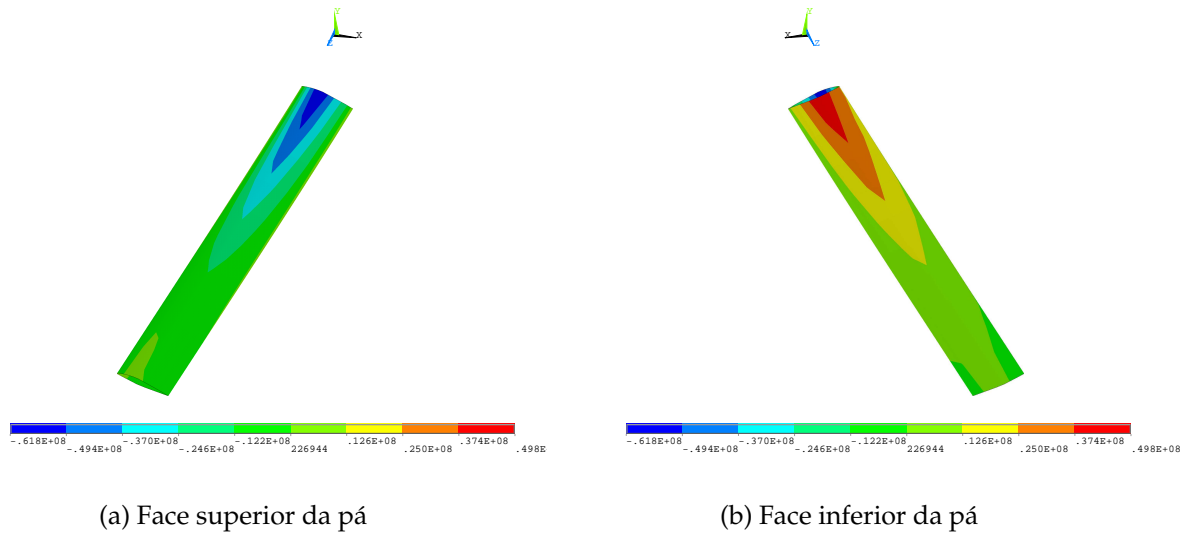 Y
X
Z
Y
X
Z
-.618E+08
-.370E+08
-.122E+08
.126E+08
.374E+08
-.494E+08
-.246E+08
226944
.250E+08
.498E+
-.618E+08
-.370E+08
-.122E+08
.126E+08
.374E+08
-.494E+08
-.246E+08
226944
.250E+08
.498E+08
(a) Face superior da pá
(b) Face inferior da pá